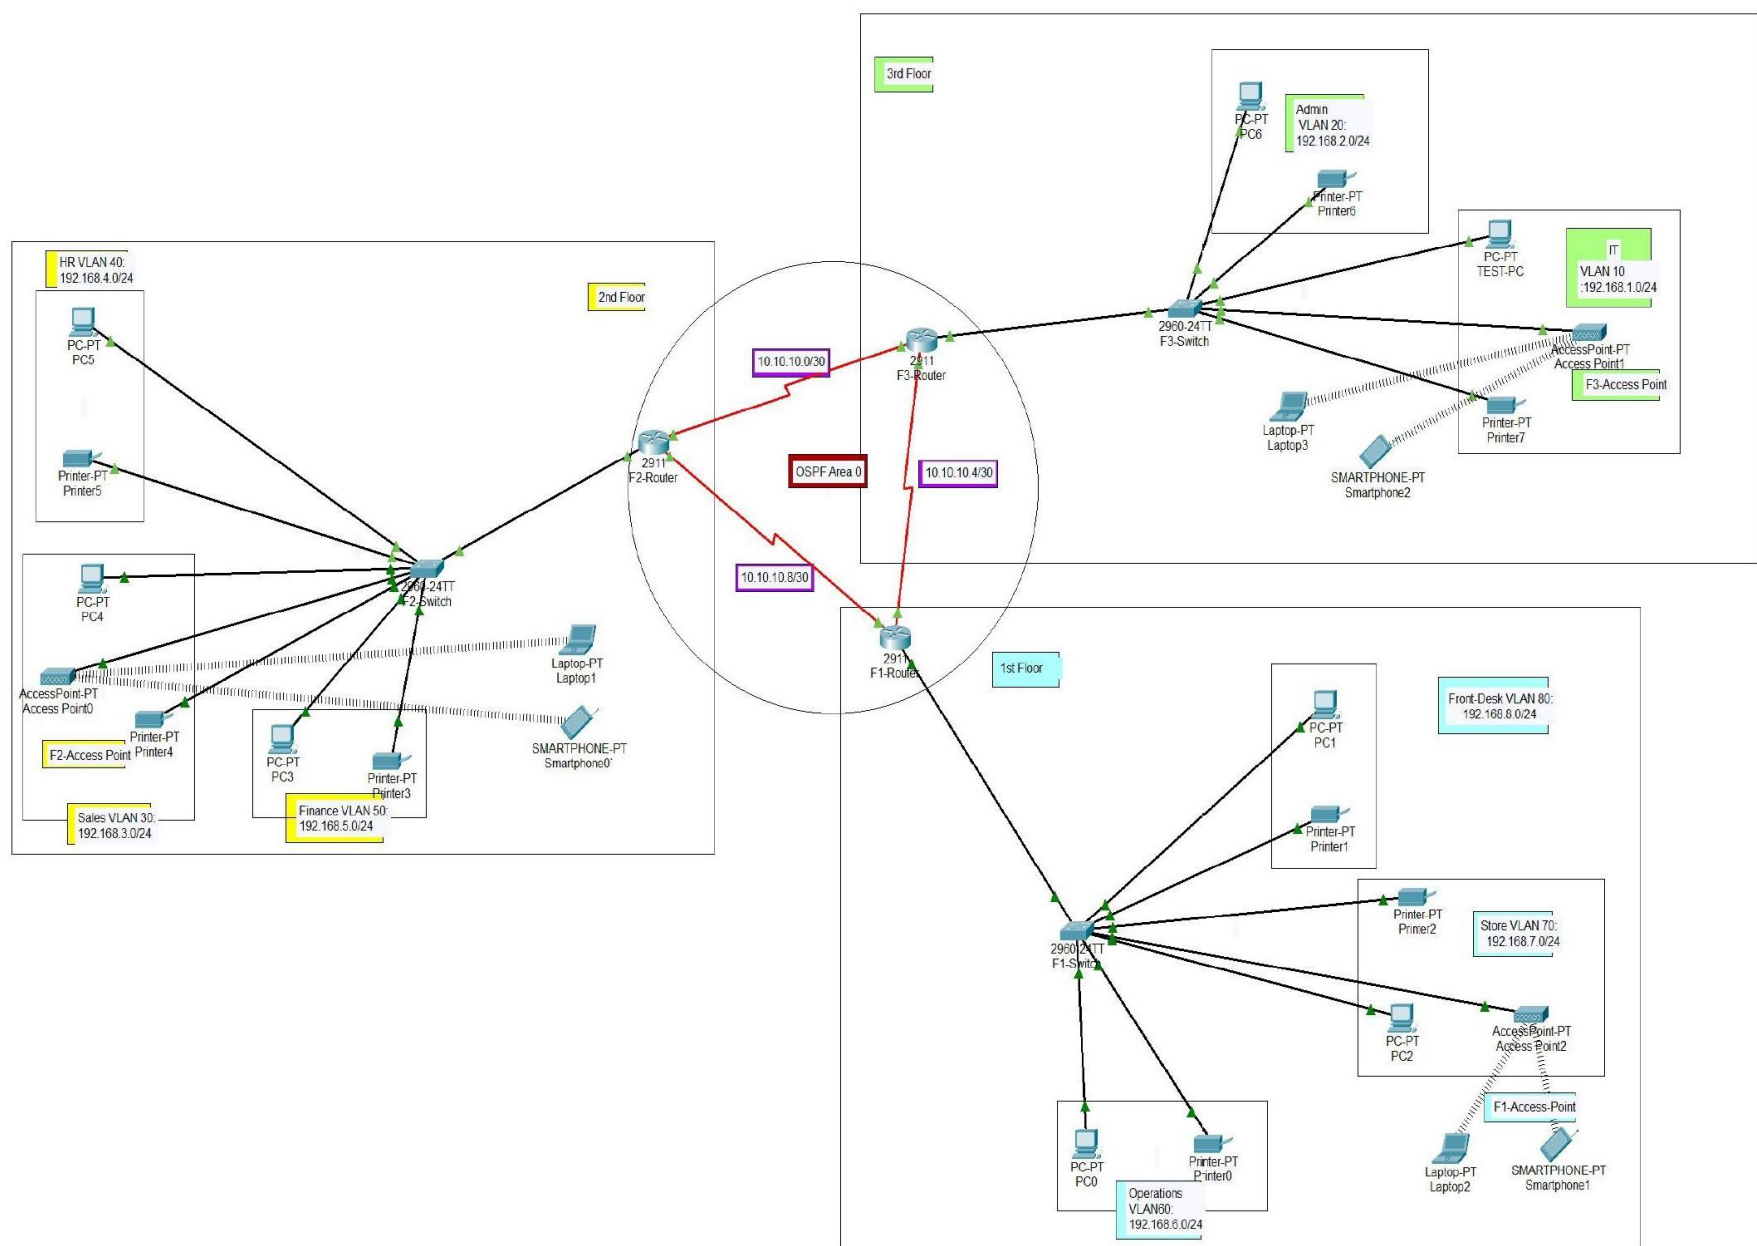 3rd Floor
PC-PT
PC6
Admin
VLAN 20:
192.168.2.0/24
Printer-PT
Printer6
PC-PT
TEST-PC
IT
VLAN 10
:192.168.1.0/24
2960-24TT
F3-Switch
AccessPoint-PT
Access Point1
F3-Access Point
Laptop-PT
Laptop3
Printer-PT
Printer7
SMARTPHONE-PT
Smartphone2
HR VLAN 40:
192.168.4.0/24
2nd Floor
PC-PT
PC5
Printer-PT
Printer5
10.10.10.0/30
2911
F3-Router
2911
F2-Router
OSPF Area 0
10.10.10.4/30
10.10.10.8/30
2911
F1-Router
PC-PT
PC4
2960-24TT
F2-Switch
AccessPoint-PT
Access Point0
Printer-PT
Printer4
F2-Access Point
Sales VLAN 30:
192.168.3.0/24
PC-PT
PC3
Printer-PT
Printer3
Finance VLAN 50:
192.168.5.0/24
Laptop-PT
Laptop1
SMARTPHONE-PT
Smartphone0`
1st Floor
PC-PT
PC1
Front-Desk VLAN 80:
192.168.8.0/24
Printer-PT
Printer1
Printer-PT
Printer2
Store VLAN 70:
192.168.7.0/24
2960-24TT
F1-Switch
PC-PT
PC2
AccessPoint-PT
Access Point2
F1-Access-Point
Laptop-PT
Laptop2
SMARTPHONE-PT
Smartphone1
PC-PT
PC0
Printer-PT
Printer0
Operations
VLAN60:
192.168.6.0/24